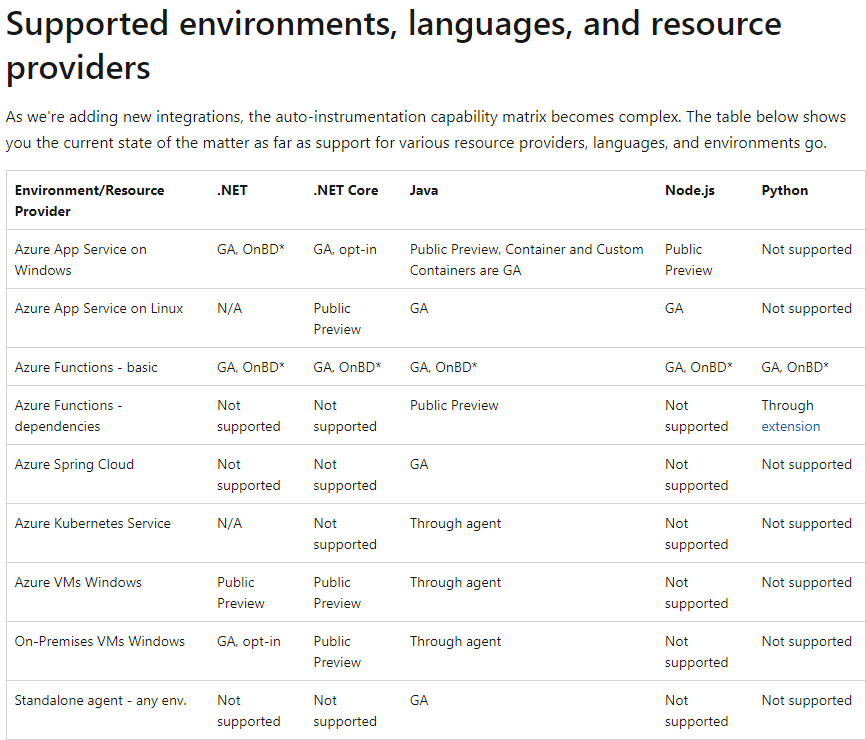 Supported environments, languages, and resource
providers
As we're adding new integrations, the auto-instrumentation capability matrix becomes complex. The table below shows
you the current state of the matter as far as support for various resource providers, languages, and environments go.
Environment/Resource .NET .NET Core Java Node.js Python
Provider
Azure App Service on GA, OnBD* GA, opt-in Public Preview, Container and Custom Public Not supported
Windows Containers are GA Preview
Azure App Service on Linux N/A Public GA GA Not supported
Preview
Azure Functions - basic GA, OnBD* GA, OnBD* GA, OnBD* GA, OnBD* GA, OnBD*
Azure Functions - Not Not Public Preview Not Through
dependencies supported supported supported extension
Azure Spring Cloud Not Not GA Not Not supported
supported supported supported
Azure Kubernetes Service N/A Not Through agent Not Not supported
supported supported
Azure VMs Windows Public Public Through agent Not Not supported
Preview Preview supported
On-Premises VMs Windows GA, opt-in Public Through agent Not Not supported
Preview supported
Standalone agent - any env. Not Not GA Not Not supported
supported supported supported